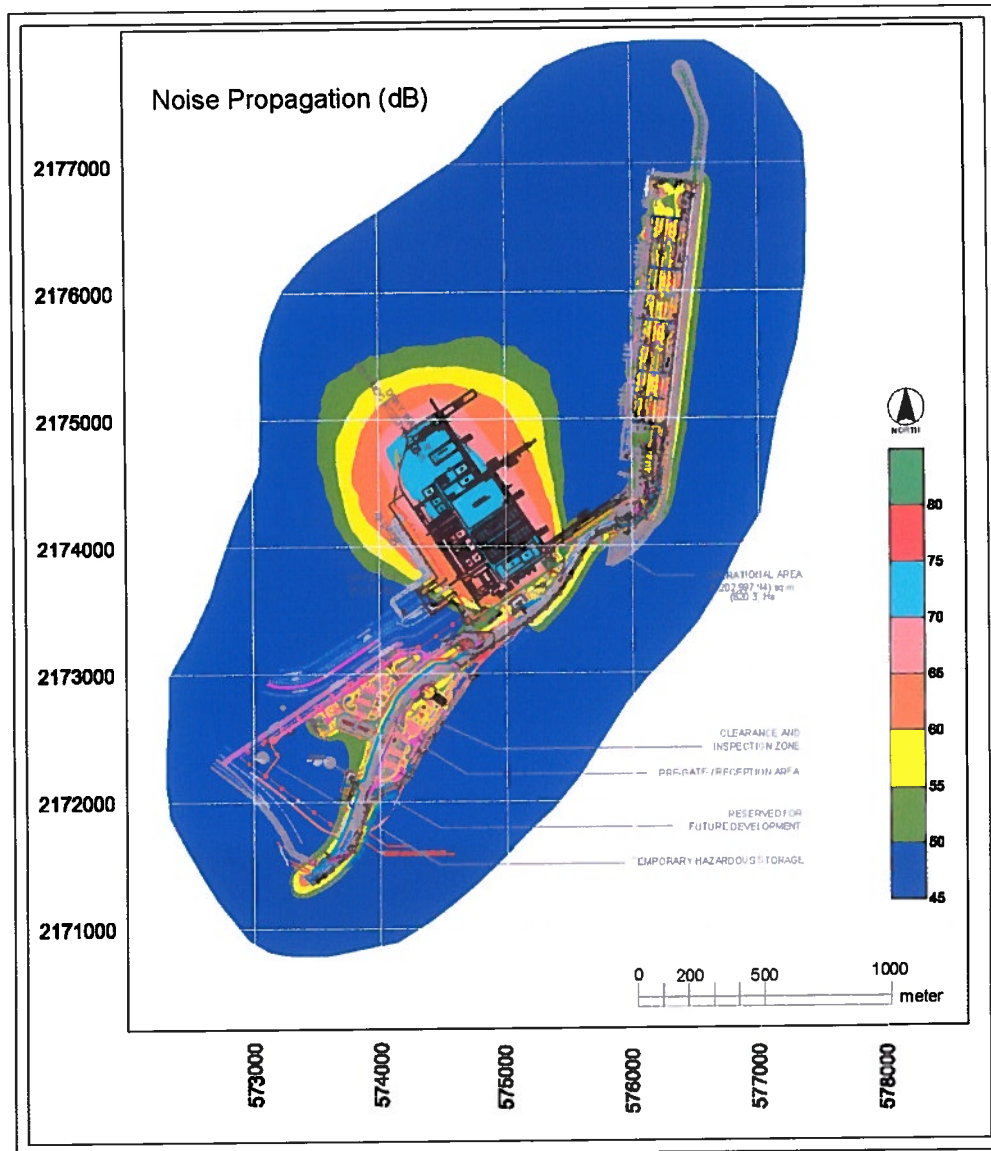 Noise Propagation (dB)
2177000
2176000
2175000
2174000
2173000
2172000
2171000
NORTH
80
75
70
65
60
55
50
45
CLEARANCE AND
INSPECTION ZONE
PRE-GATE / RECEPTION AREA
RESERVED FOR
FUTURE DEVELOPMENT
TEMPORARY HAZARDOUS STORAGE
0 200 500 1000
meter
573000
574000
575000
576000
577000
578000